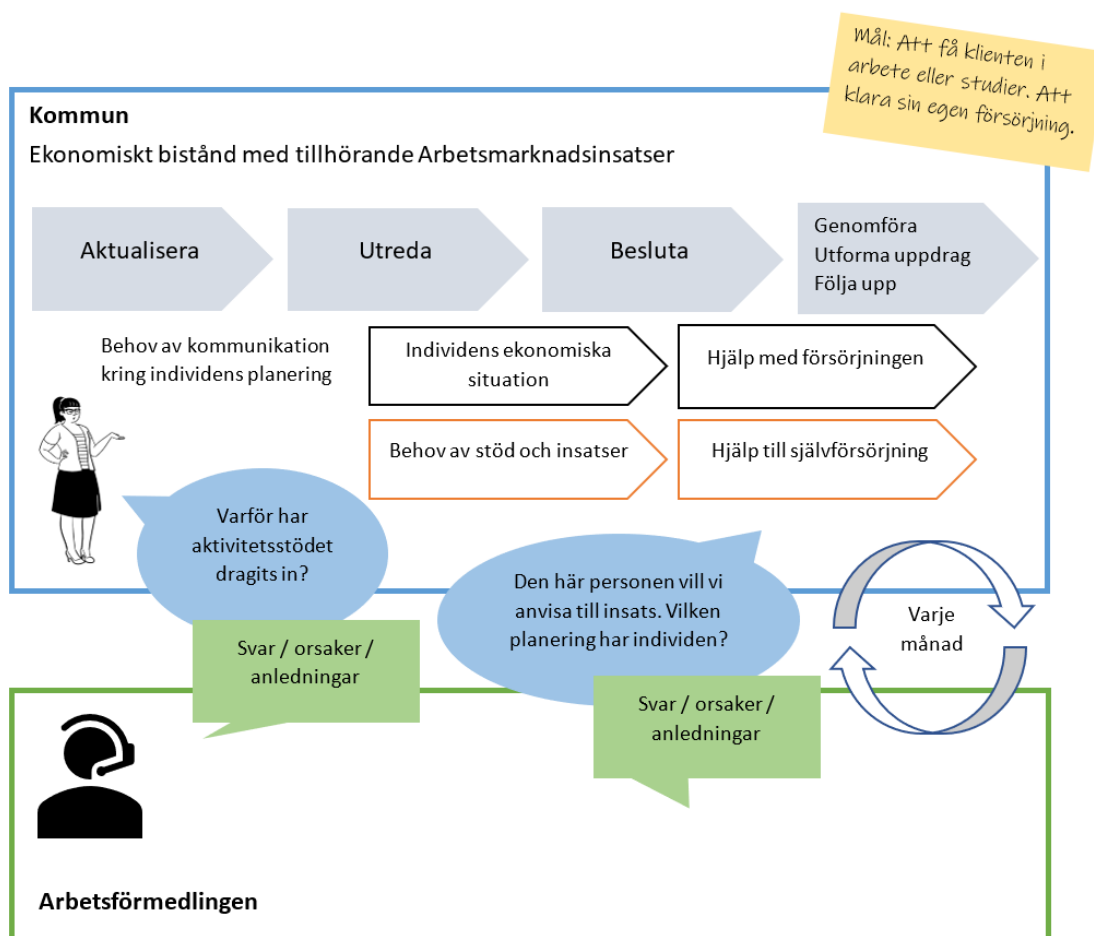 Mål: Att få klienten i
arbete eller studier. Att
klara sin egen försörjning.
Kommun
Ekonomiskt bistånd med tillhörande Arbetsmarknadsinsatser
Aktualisera
Utreda
Besluta
Genomföra
Utforma uppdrag
Följa upp
Behov av kommunikation
kring individens planering
Individens ekonomiska
situation
Hjälp med försörjningen
Behov av stöd och insatser
Hjälp till självförsörjning
Varför har
aktivitetsstödet
dragits in?
Den här personen vill vi
anvisa till insats. Vilken
planering har individen?
Varje
månad
Svar / orsaker /
anledningar
Svar / orsaker /
anledningar
Arbetsförmedlingen